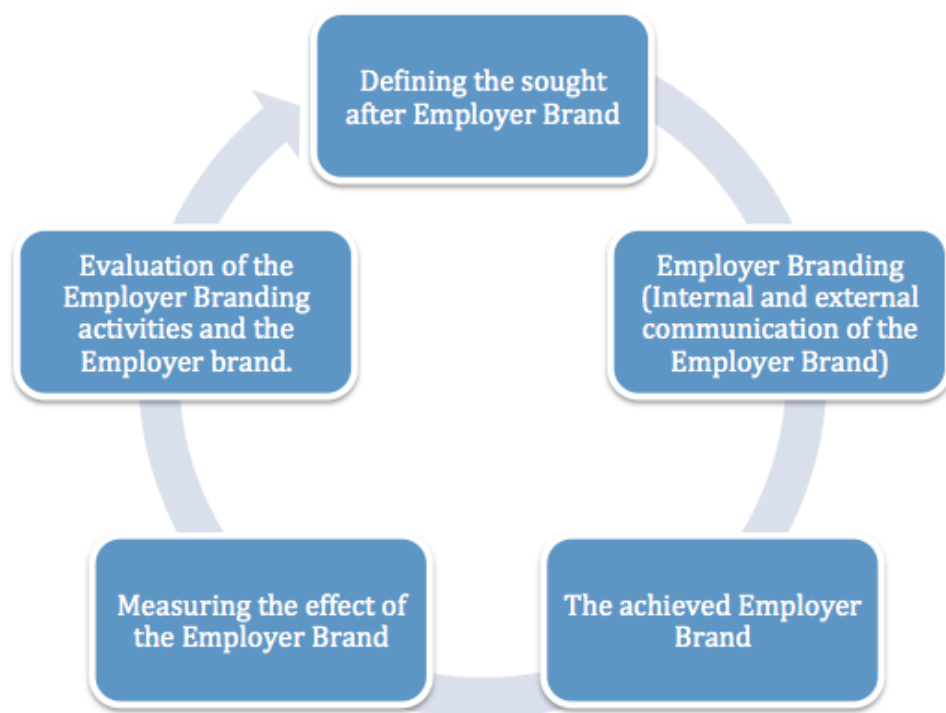 Defining the sought
after Employer Brand
Employer Branding
(Internal and external
communication of the
Employer Brand)
The achieved Employer
Brand
Measuring the effect of
the Employer Brand
Evaluation of the
Employer Branding
activities and the
Employer brand.